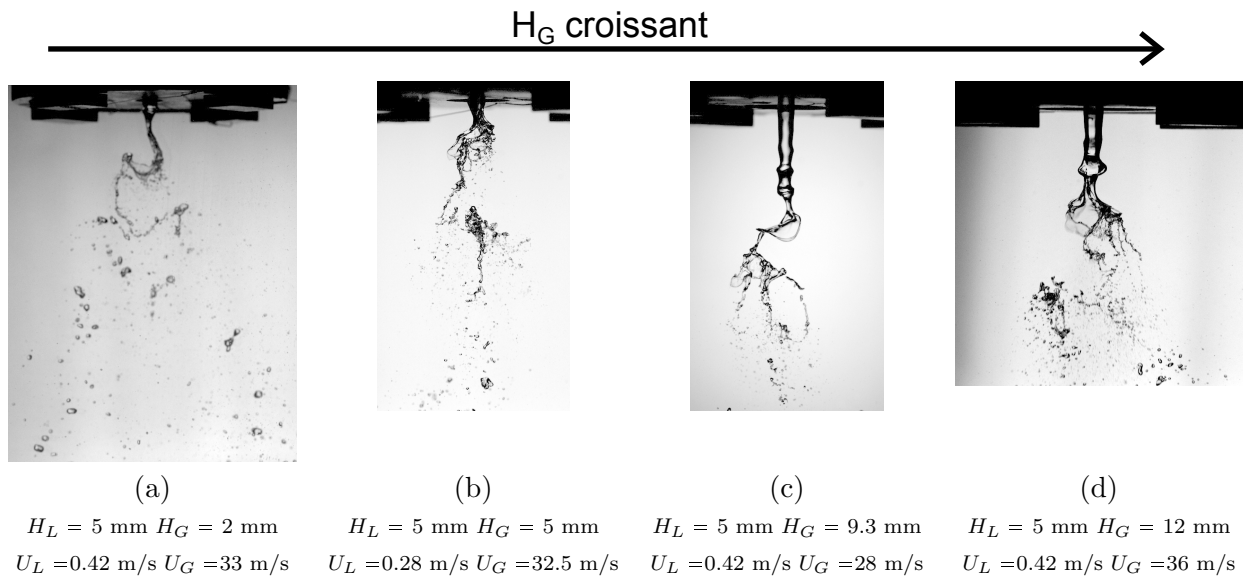 H_G croissant
(a) (b) (c) (d)
H_L = 5 mm H_G = 2 mm H_L = 5 mm H_G = 5 mm H_L = 5 mm H_G = 9.3 mm H_L = 5 mm H_G = 12 mm
U_L =0.42 m/s U_G =33 m/s U_L =0.28 m/s U_G =32.5 m/s U_L =0.42 m/s U_G =28 m/s U_L =0.42 m/s U_G =36 m/s